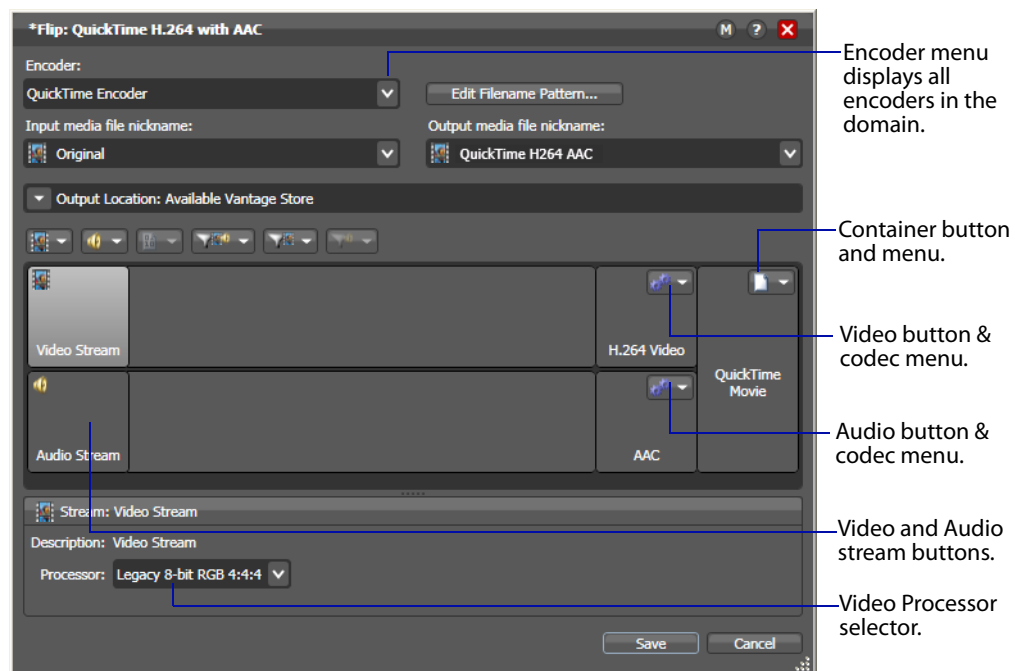 *Flip: QuickTime H.264 with AAC
M ?
Encoder:
QuickTime Encoder
Edit Filename Pattern...
Input media file nickname:
Output media file nickname:
Original
QuickTime H264 AAC
Output Location: Available Vantage Store
Video Stream
H.264 Video
QuickTime
Movie
Audio Stream
AAC
Stream: Video Stream
Description: Video Stream
Processor: Legacy 8-bit RGB 4:4:4
Save
Cancel
Encoder menu
displays all
encoders in the
domain.
Container button
and menu.
Video button &
codec menu.
Audio button &
codec menu.
Video and Audio
stream buttons.
Video Processor
selector.